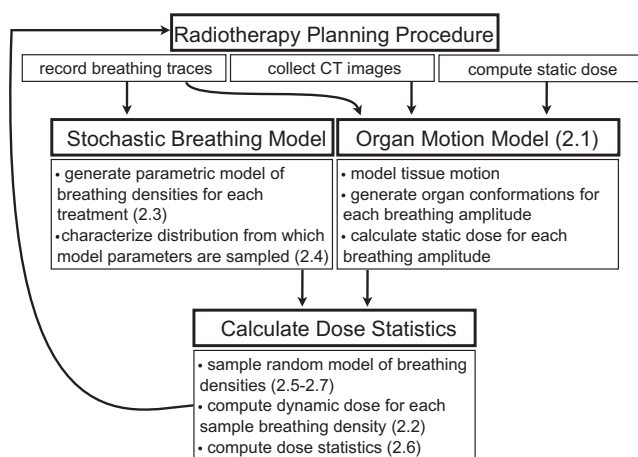 Radiotherapy Planning Procedure
record breathing traces
collect CT images
compute static dose
Stochastic Breathing Model
• generate parametric model of
breathing densities for each
treatment (2.3)
• characterize distribution from which
model parameters are sampled (2.4)
Organ Motion Model (2.1)
• model tissue motion
• generate organ conformations for
each breathing amplitude
• calculate static dose for each
breathing amplitude
Calculate Dose Statistics
• sample random model of breathing
densities (2.5-2.7)
• compute dynamic dose for each
sample breathing density (2.2)
• compute dose statistics (2.6)